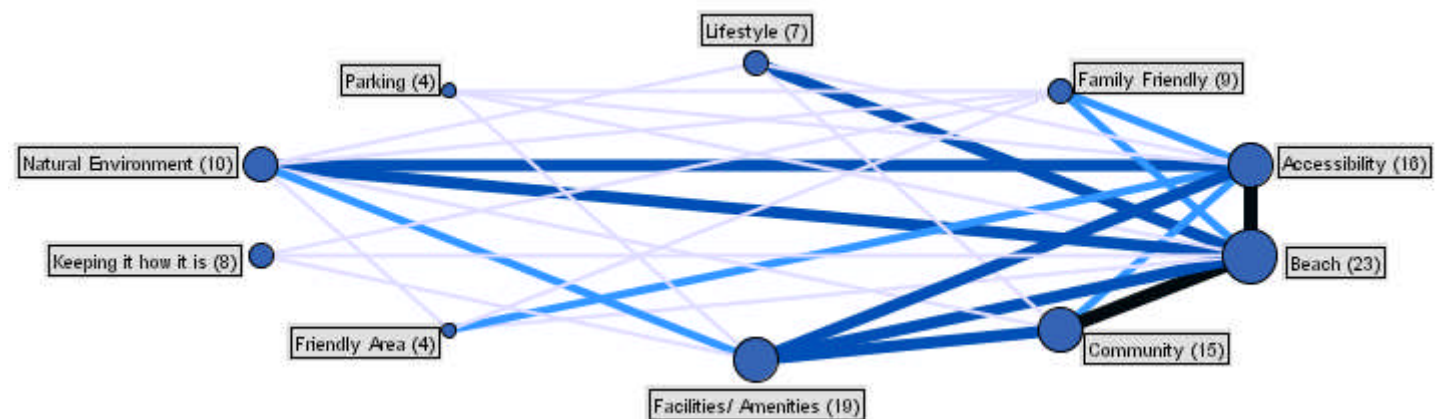 Lifestyle (7)
Parking (4)
Family Friendly (9)
Natural Environment (10)
Accessibility (16)
Keeping it how it is (8)
Beach (23)
Friendly Area (4)
Community (15)
Facilities/ Amenities (19)